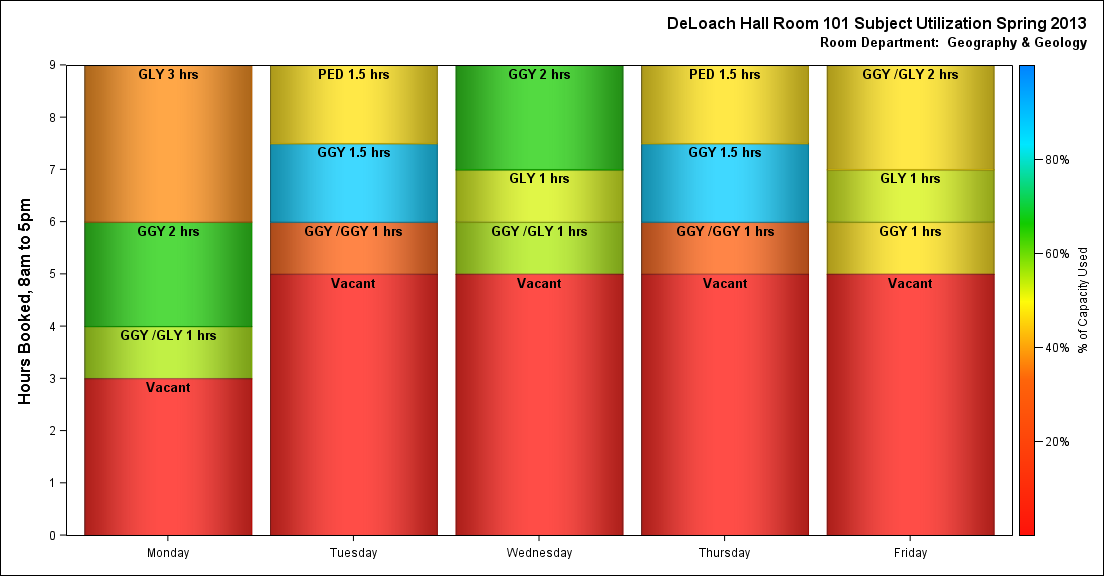 DeLoach Hall Room 101 Subject Utilization Spring 2013
Room Department:  Geography & Geology
Hours Booked, 8am to 5pm
9
8
7
6
5
4
3
2
1
0
GLY 3 hrs
GGY 2 hrs
GGY /GLY 1 hrs
Vacant
Monday
PED 1.5 hrs
GGY 1.5 hrs
GGY /GGY 1 hrs
Vacant
Tuesday
GGY 2 hrs
GLY 1 hrs
GGY /GLY 1 hrs
Vacant
Wednesday
PED 1.5 hrs
GGY 1.5 hrs
GGY /GGY 1 hrs
Vacant
Thursday
GGY /GLY 2 hrs
GLY 1 hrs
GGY 1 hrs
Vacant
Friday
80%
60%
40%
20%
% of Capacity Used